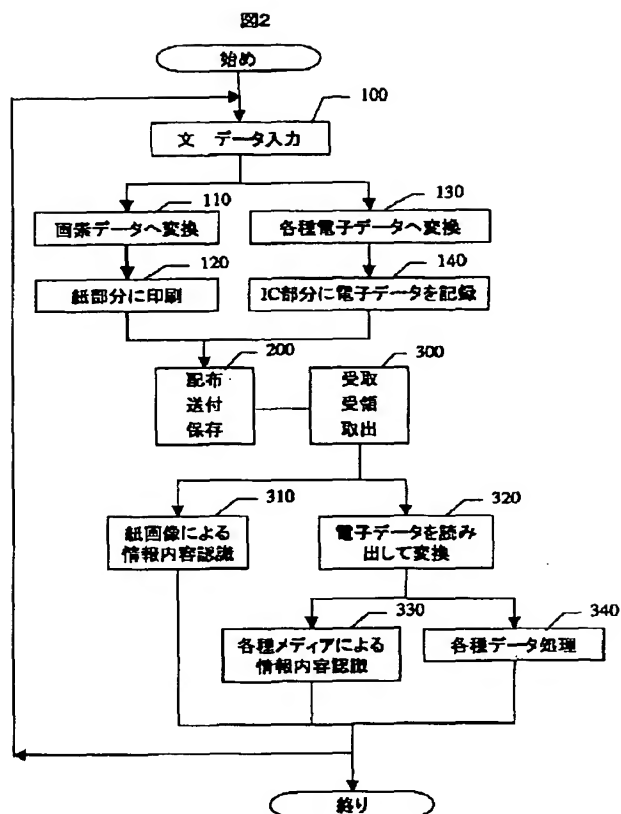 図2
始め
100
文 データ入力
110
130
画素データへ変換
各種電子データへ変換
120
140
紙部分に印刷
IC部分に電子データを記録
200
300
配布
送付
保存
受取
受領
取出
310
320
紙画像による
情報内容認識
電子データを読み
出して変換
330
340
各種メディアによる
情報内容認識
各種データ処理
終り